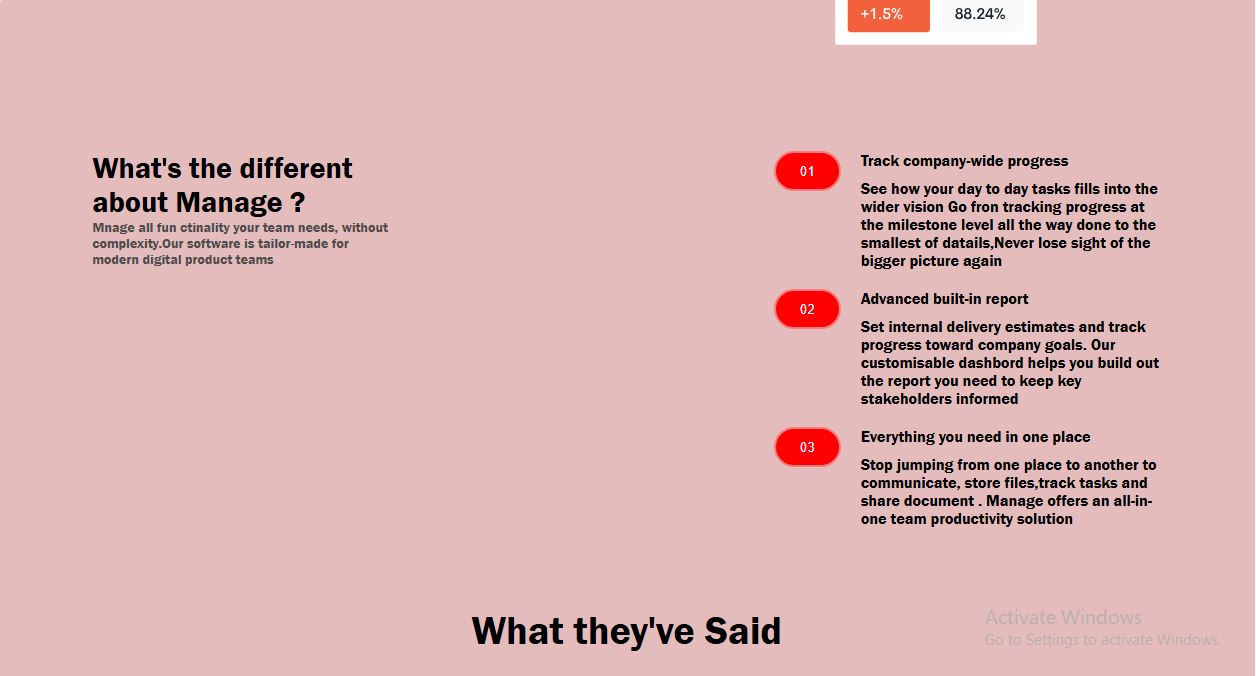 +1.5%
88.24%
What's the different
about Manage ?
Mnage all fun ctinality your team needs, without
complexity.Our software is tailor-made for
modern digital product teams
01
Track company-wide progress
See how your day to day tasks fills into the
wider vision Go fron tracking progress at
the milestone level all the way done to the
smallest of datails,Never lose sight of the
bigger picture again
02
Advanced built-in report
Set internal delivery estimates and track
progress toward company goals. Our
customisable dashbord helps you build out
the report you need to keep key
stakeholders informed
03
Everything you need in one place
Stop jumping from one place to another to
communicate, store files,track tasks and
share document . Manage offers an all-in-
one team productivity solution
What they've Said
Activate Windows
Go to Settings to activate Windows.